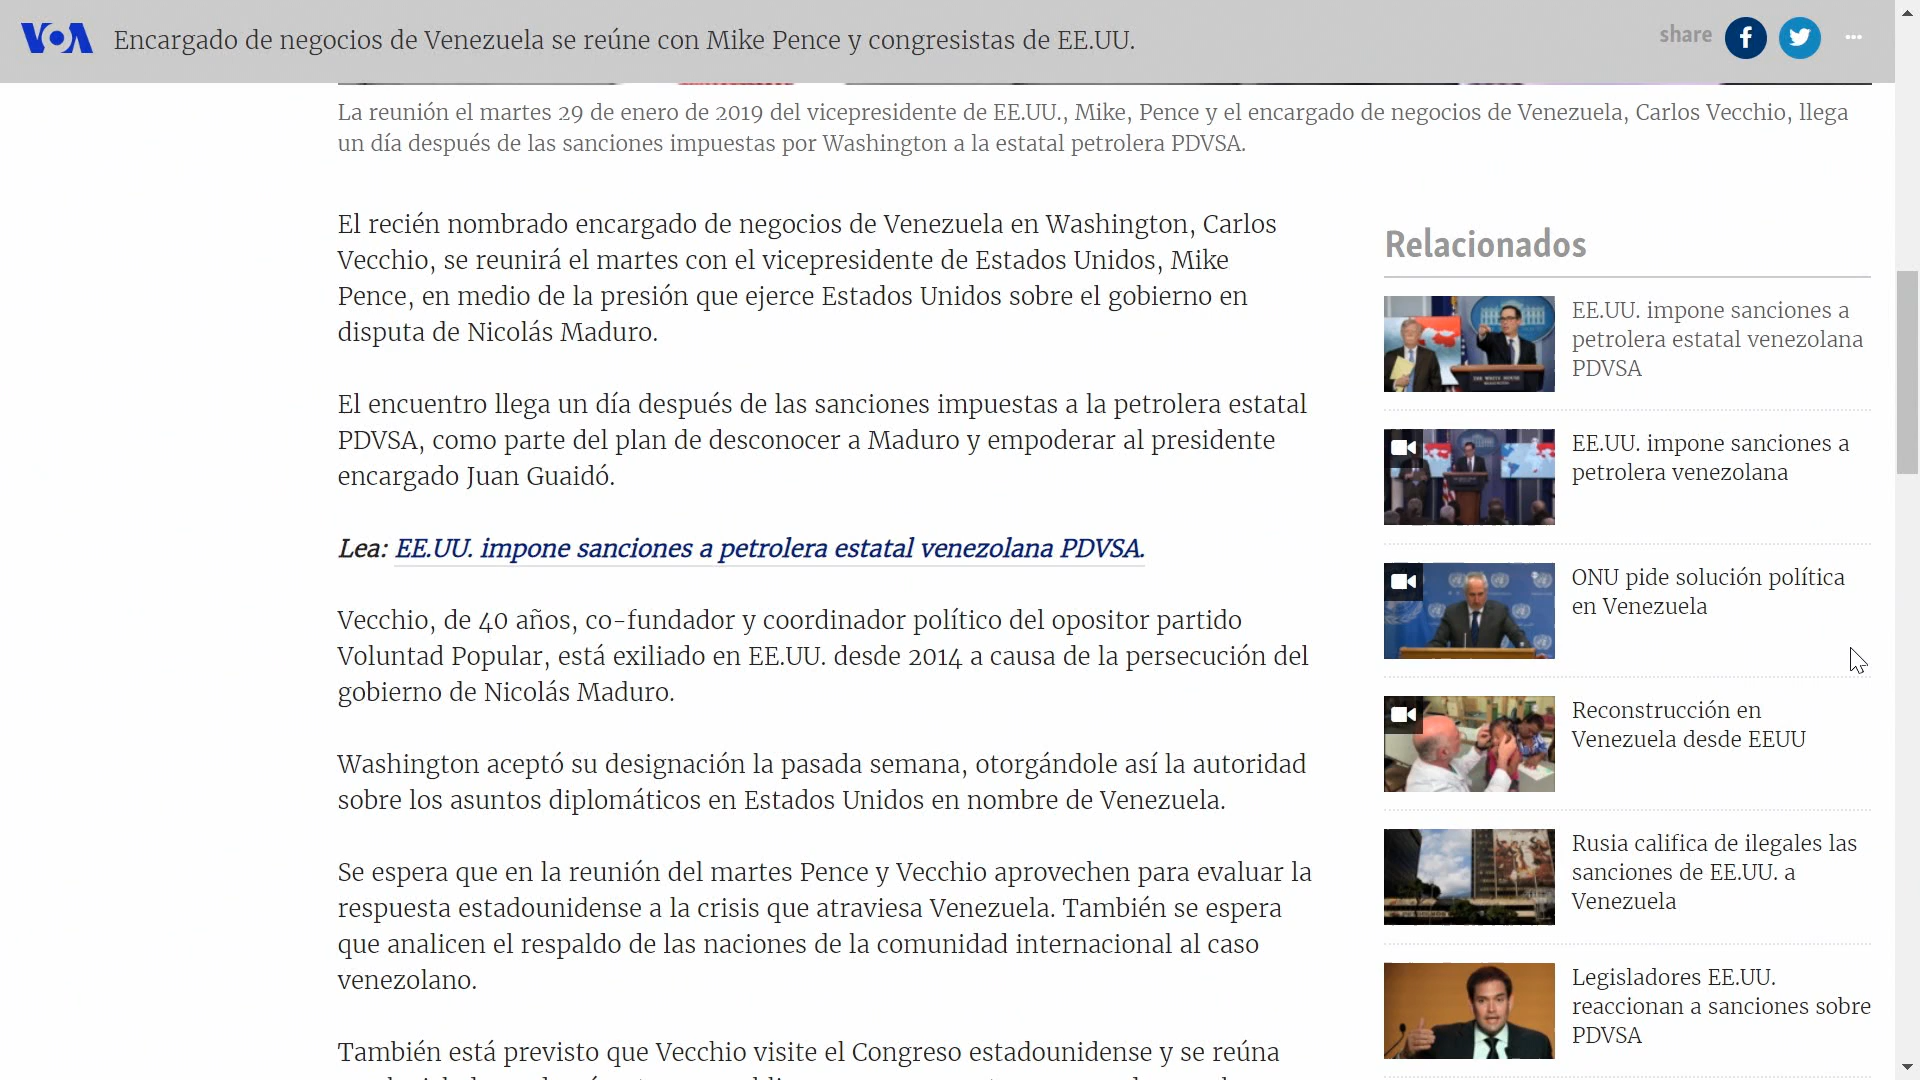 VOA
Encargado de negocios de Venezuela se reúne con Mike Pence y congresistas de EE.UU.
share
La reunión el martes 29 de enero de 2019 del vicepresidente de EE.UU., Mike, Pence y el encargado de negocios de Venezuela, Carlos Vecchio, llega
un día después de las sanciones impuestas por Washington a la estatal petrolera PDVSA.
El recién nombrado encargado de negocios de Venezuela en Washington, Carlos
Vecchio, se reunirá el martes con el vicepresidente de Estados Unidos, Mike
Pence, en medio de la presión que ejerce Estados Unidos sobre el gobierno en
disputa de Nicolás Maduro.
El encuentro llega un día después de las sanciones impuestas a la petrolera estatal
PDVSA, como parte del plan de desconocer a Maduro y empoderar al presidente
encargado Juan Guaidó.
Lea: EE.UU. impone sanciones a petrolera estatal venezolana PDVSA.
Vecchio, de 40 años, co-fundador y coordinador político del opositor partido
Voluntad Popular, está exiliado en EE.UU. desde 2014 a causa de la persecución del
gobierno de Nicolás Maduro.
Washington aceptó su designación la pasada semana, otorgándole así la autoridad
sobre los asuntos diplomáticos en Estados Unidos en nombre de Venezuela.
Se espera que en la reunión del martes Pence y Vecchio aprovechen para evaluar la
respuesta estadounidense a la crisis que atraviesa Venezuela. También se espera
que analicen el respaldo de las naciones de la comunidad internacional al caso
venezolano.
También está previsto que Vecchio visite el Congreso estadounidense y se reúna
Relacionados
EE.UU. impone sanciones a
petrolera estatal venezolana
PDVSA
THE WHITE HOUSE
EE.UU. impone sanciones a
petrolera venezolana
ONU pide solución política
en Venezuela
Reconstrucción en
Venezuela desde EEUU
Rusia califica de ilegales las
sanciones de EE.UU. a
Venezuela
Legisladores EE.UU.
reaccionan a sanciones sobre
PDVSA